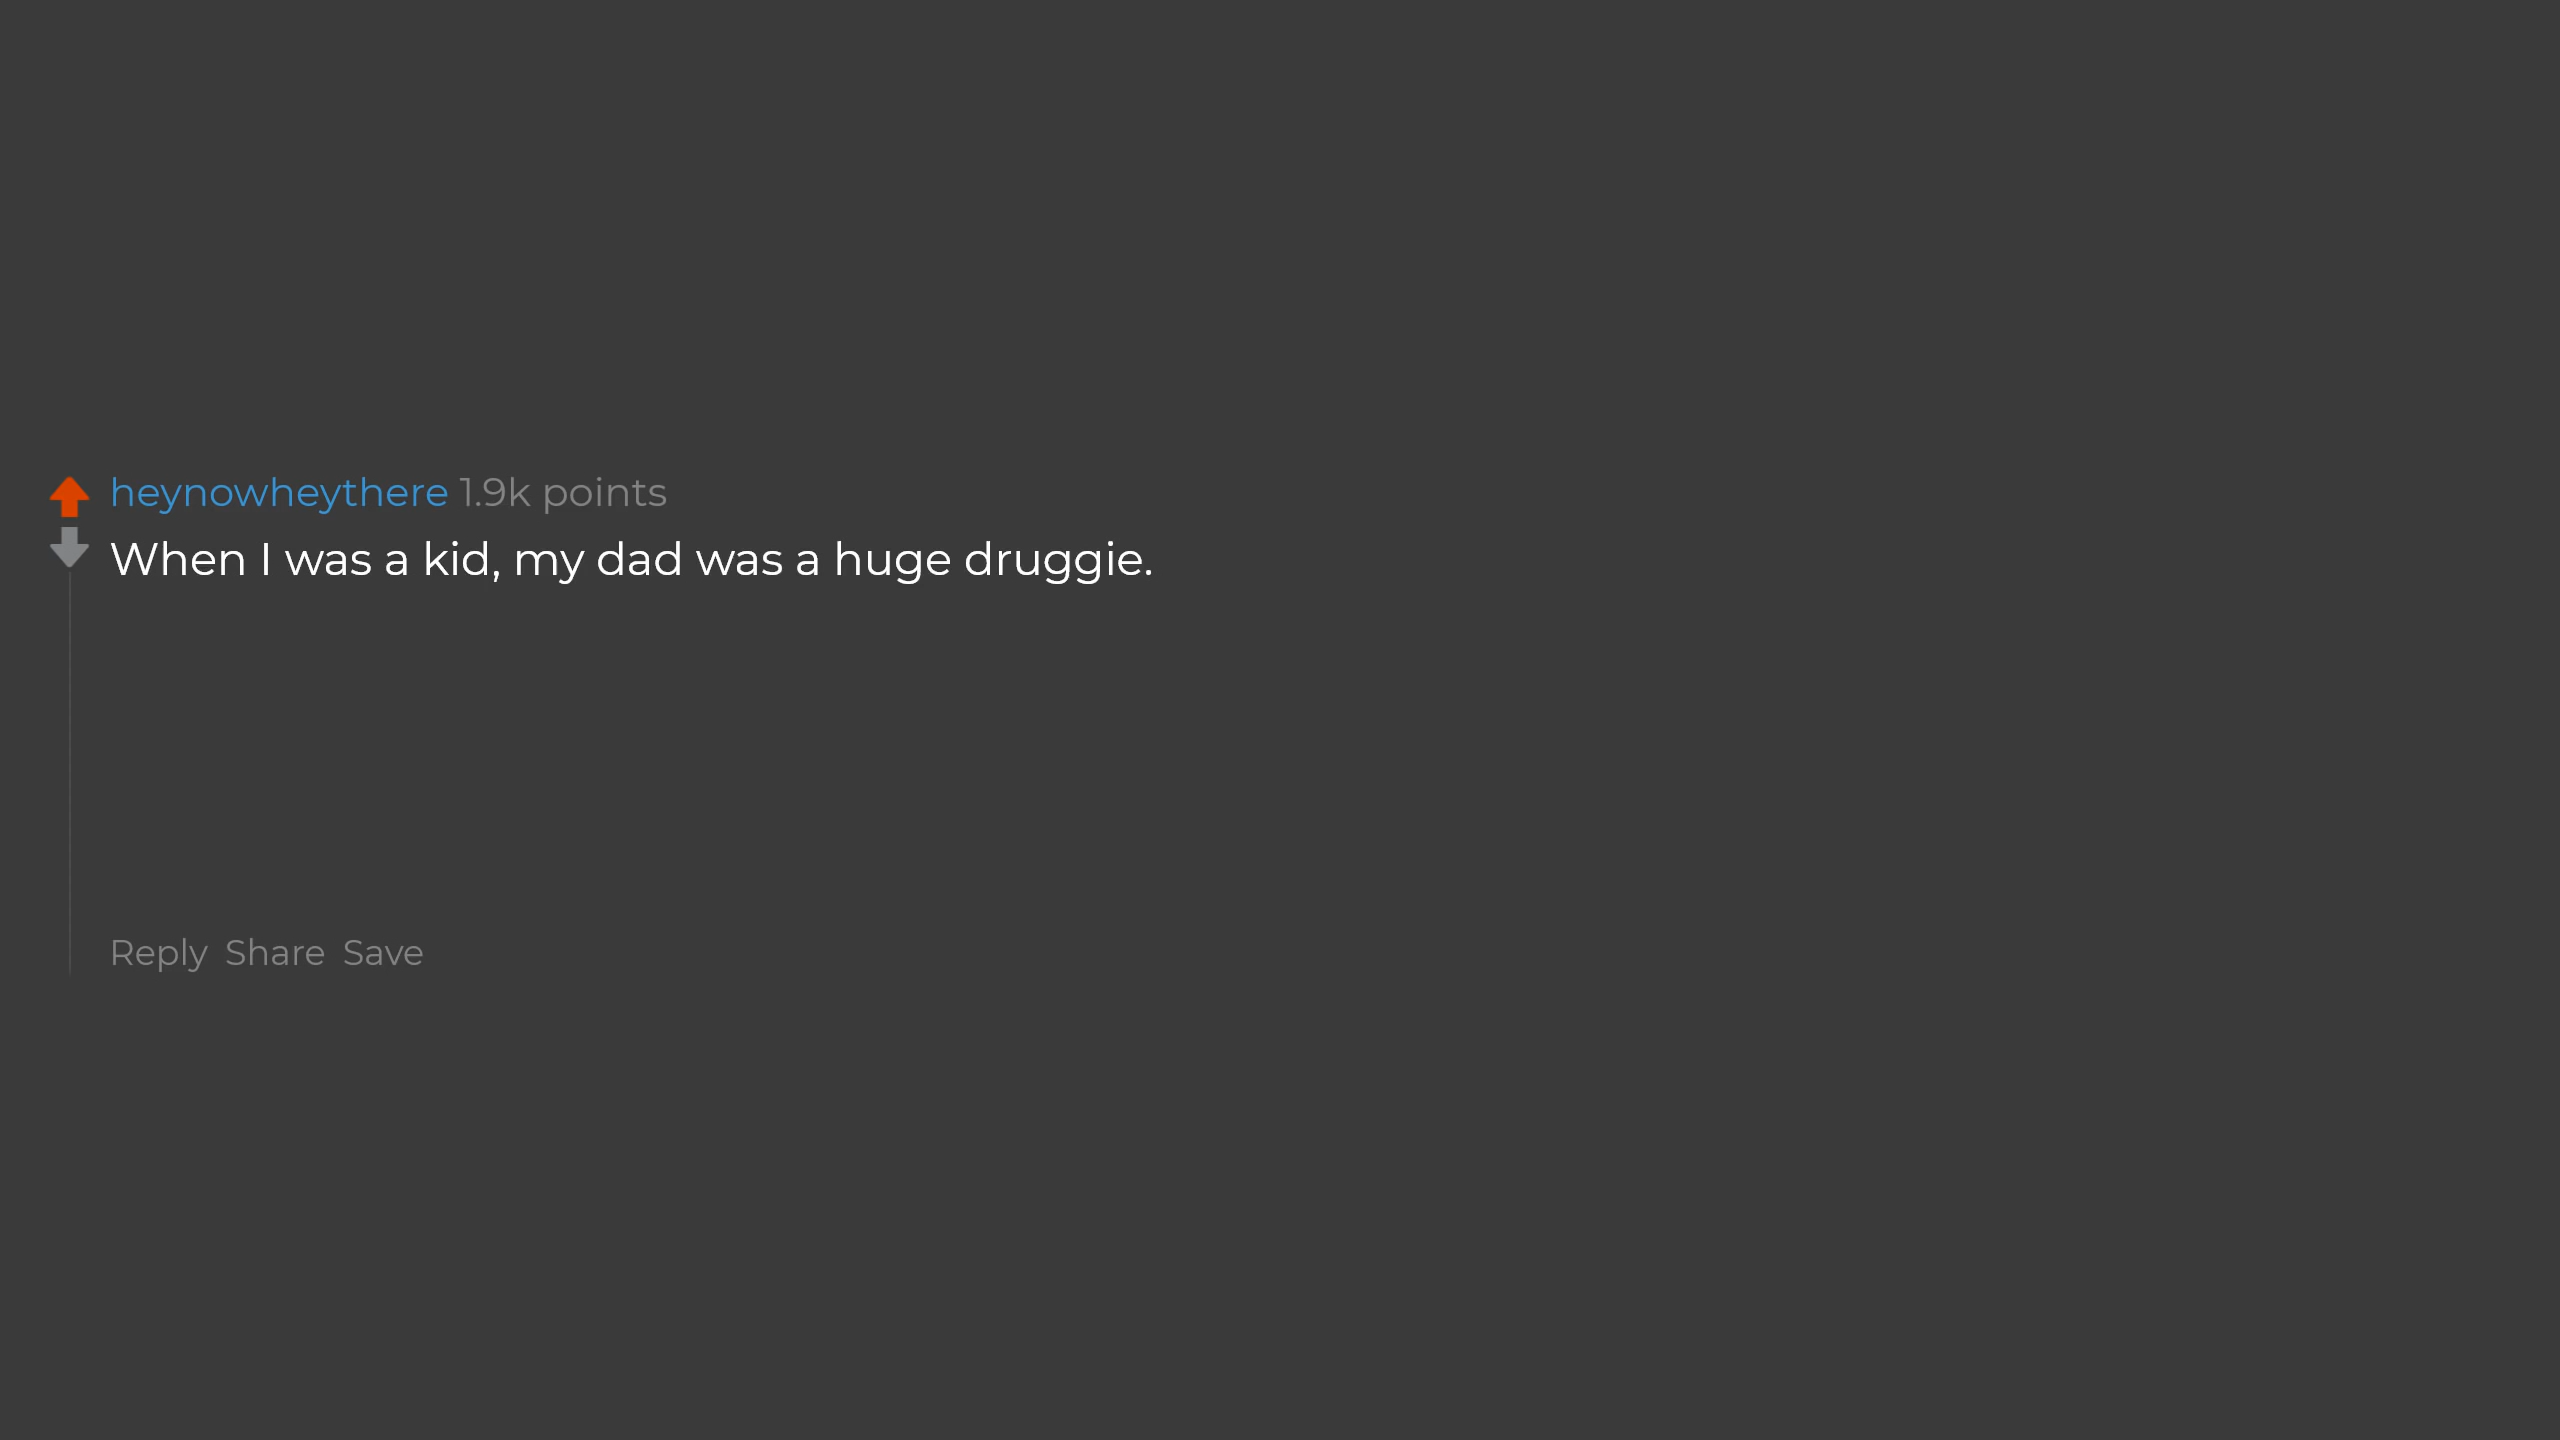 heynowheythere 1.9k points
When I was a kid, my dad was a huge druggie.
Reply Share Save